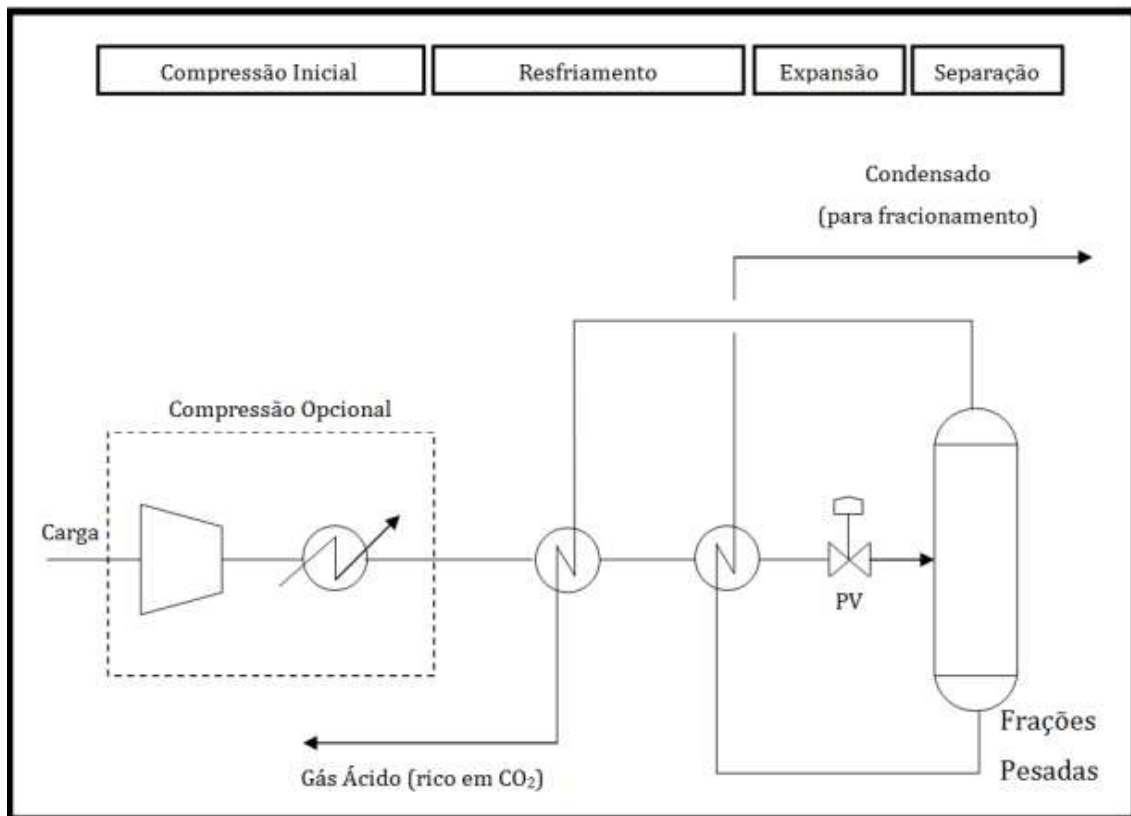 Compressão Inicial
Resfriamento
Expansão
Separação
Condensado
(para fracionamento)
Compressão Opcional
Carga
PV
Gás Ácido (rico em CO₂)
Frações
Pesadas